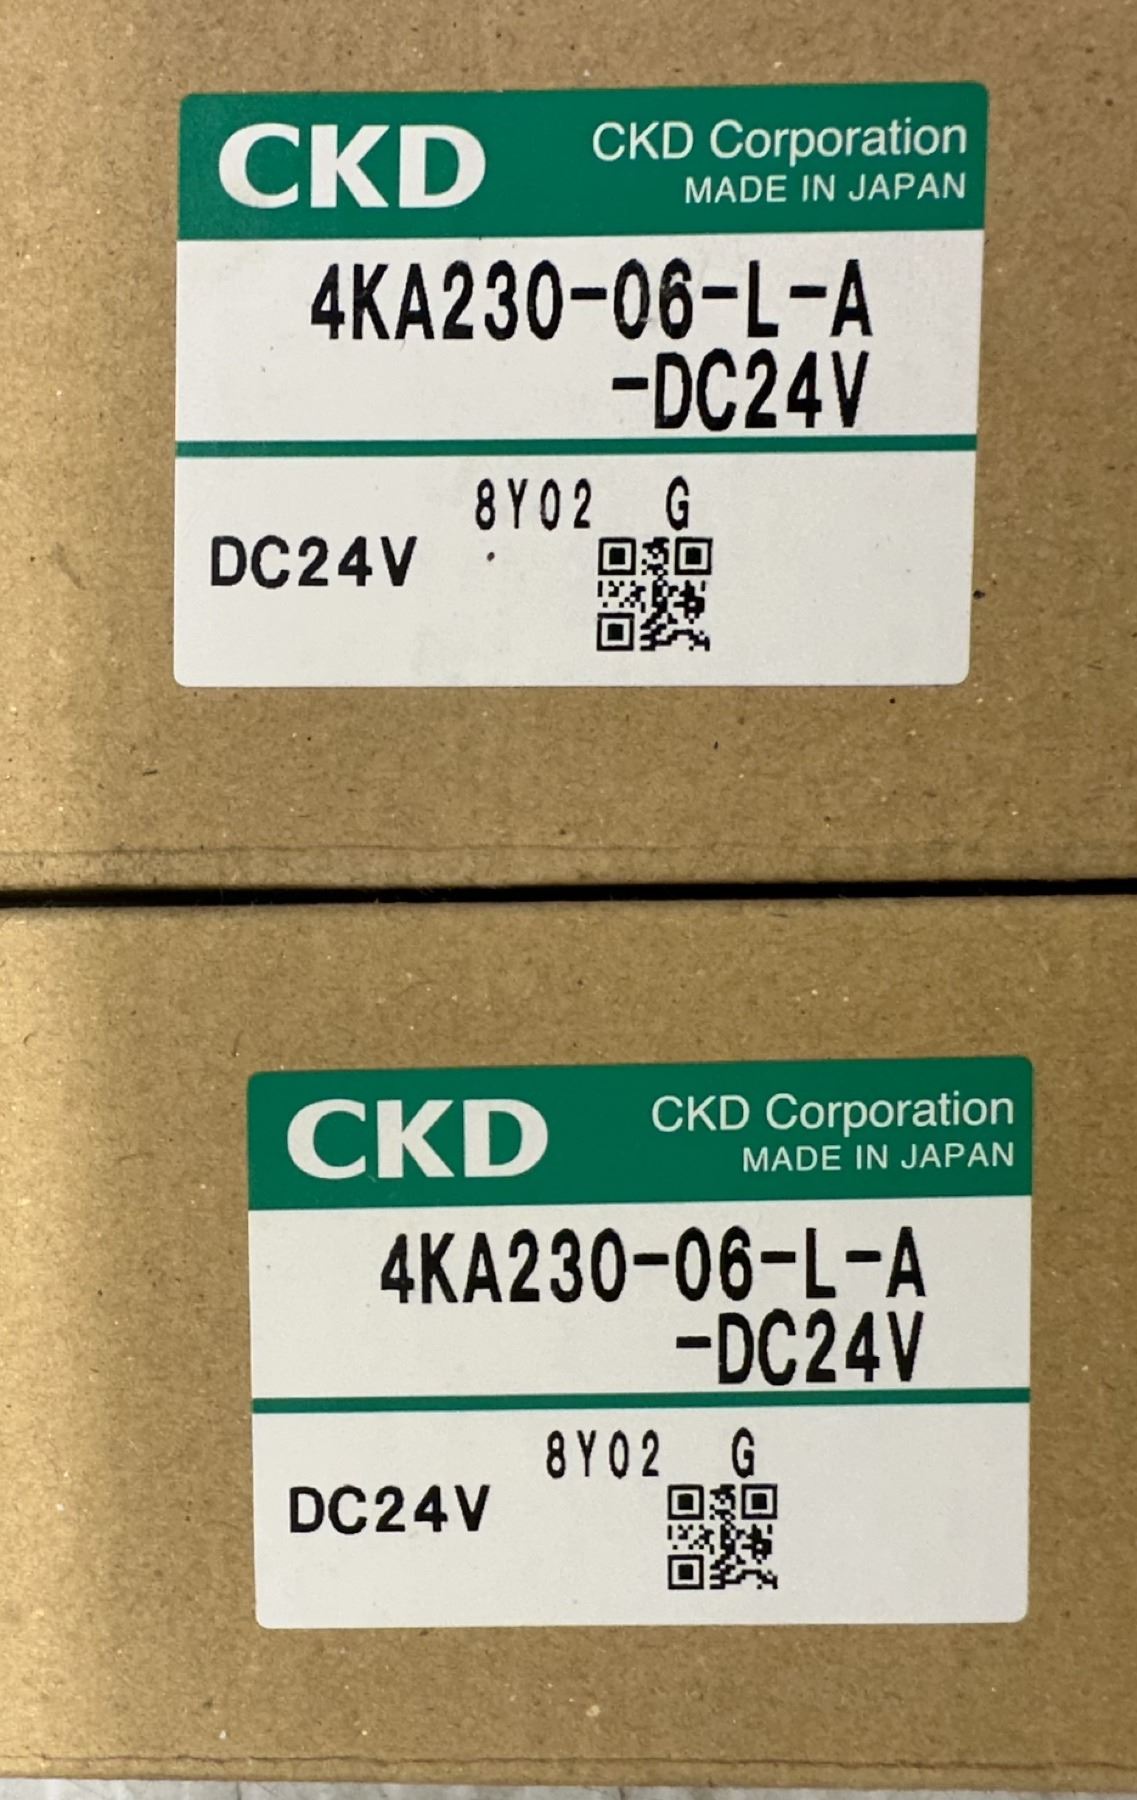 CKD
CKD Corporation
MADE IN JAPAN
4KA230-06-L-A
-DC24V
8Y02 G
DC24V
CKD
CKD Corporation
MADE IN JAPAN
4KA230-06-L-A
-DC24V
8Y02 G
DC24V